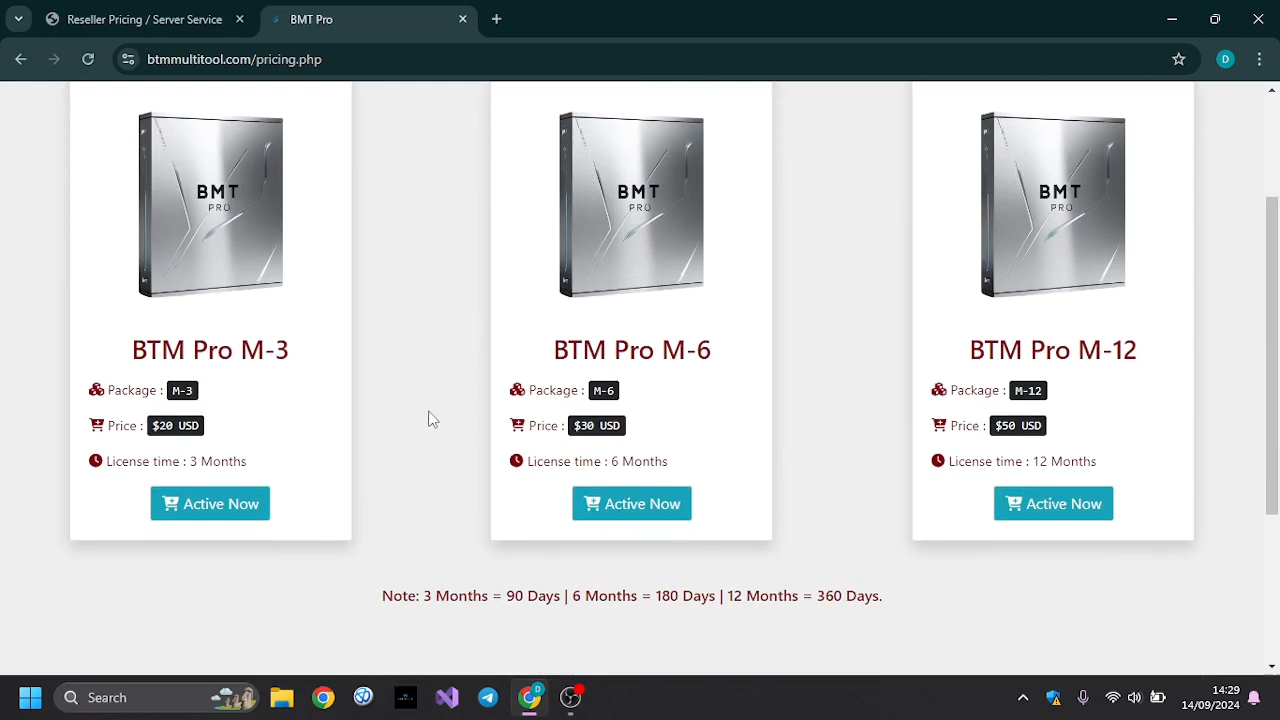 Reseller Pricing / Server Service
BMT Pro
btmmultitool.com/pricing.php
D
BMT
PRO
BMT
PRO
BMT
PRO
BTM Pro M-3
Package : M-3
Price : $20 USD
License time : 3 Months
Active Now
BTM Pro M-6
Package : M-6
Price : $30 USD
License time : 6 Months
Active Now
BTM Pro M-12
Package : M-12
Price : $50 USD
License time : 12 Months
Active Now
Note: 3 Months = 90 Days | 6 Months = 180 Days | 12 Months = 360 Days.
Search
D
14:29
14/09/2024